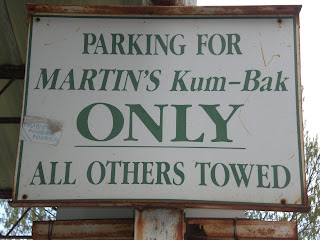 PARKING FOR
MARTIN'S Kum-Bak
ONLY
ALL OTHERS TOWED